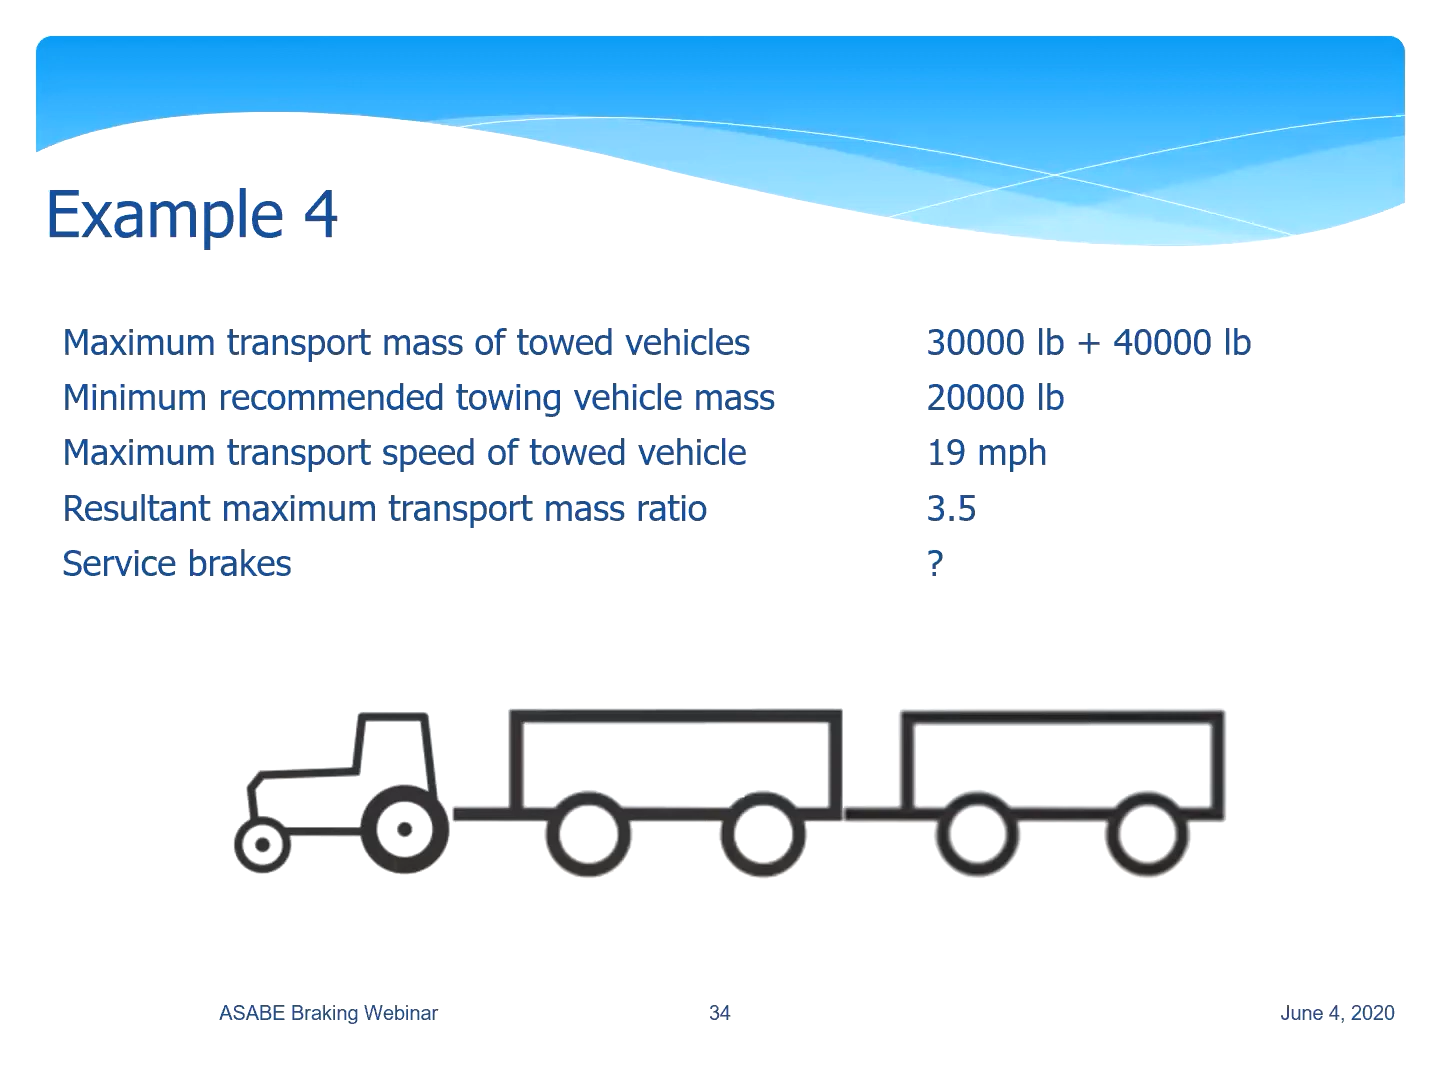 Example 4
Maximum transport mass of towed vehicles 30000 lb + 40000 lb
Minimum recommended towing vehicle mass 20000 lb
Maximum transport speed of towed vehicle 19 mph
Resultant maximum transport mass ratio 3.5
Service brakes ?
ASABE Braking Webinar 34 June 4, 2020